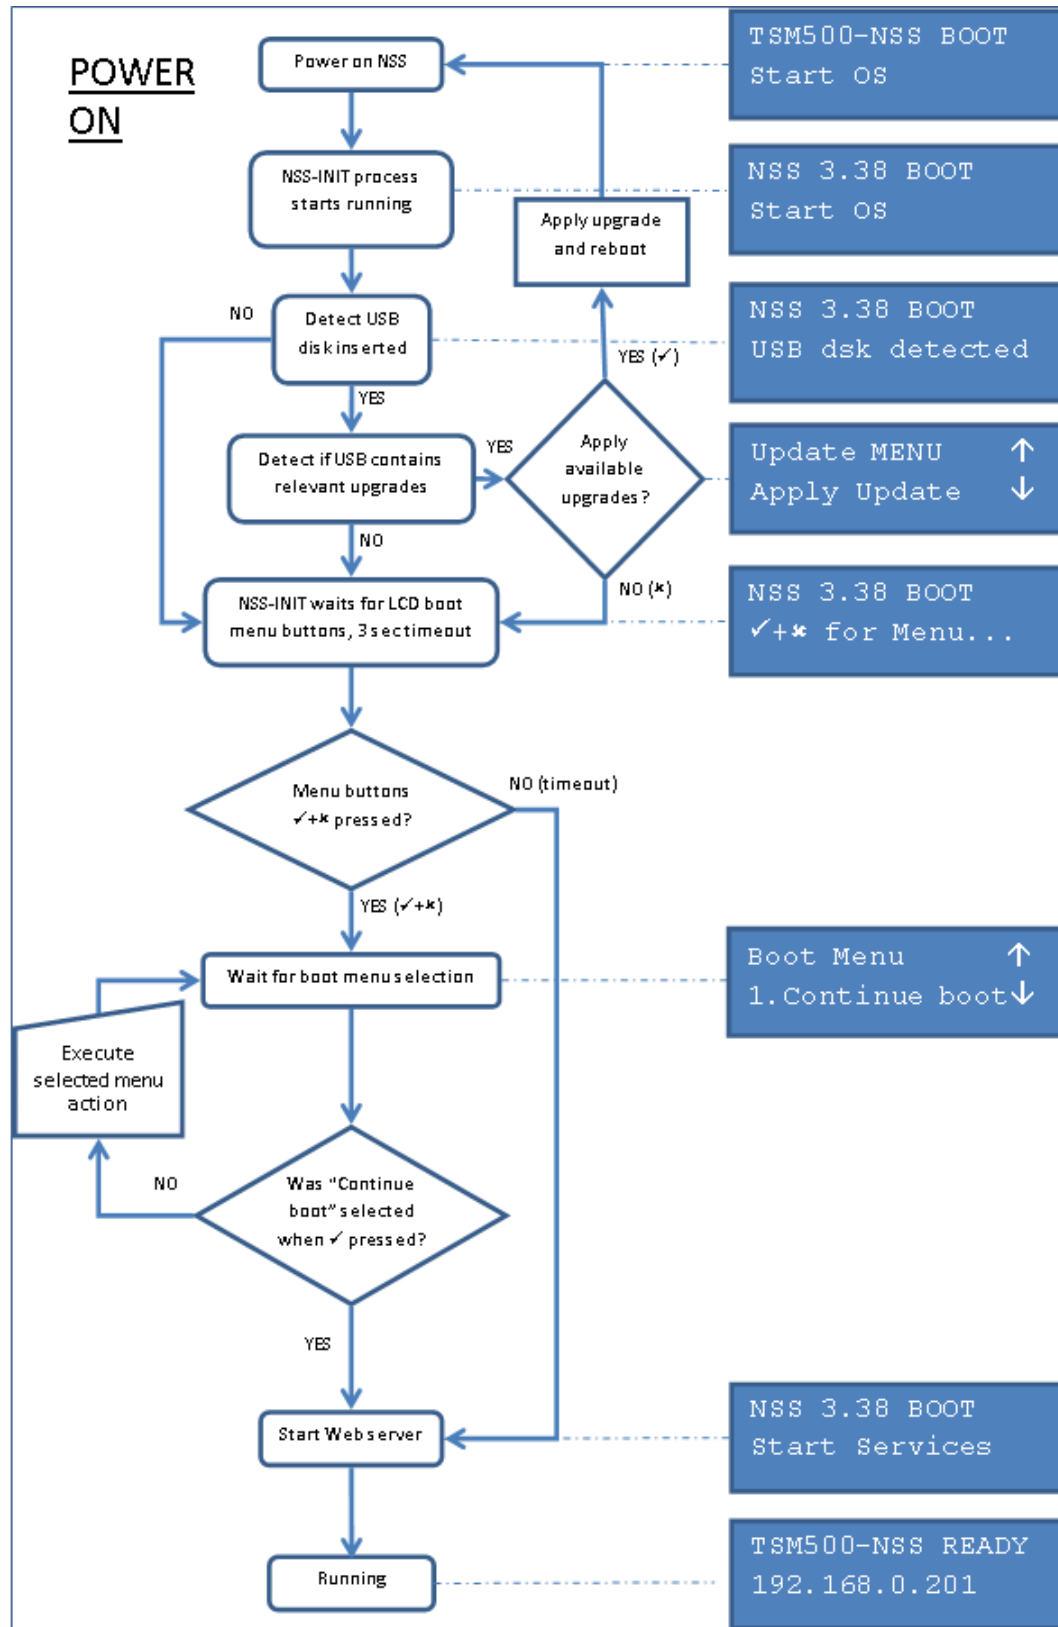 POWER
ON
Power on NSS
TSM500-NSS BOOT
Start OS
NSS-INIT process
starts running
NSS 3.38 BOOT
Start OS
Apply upgrade
and reboot
NO
Detect USB
disk inserted
NSS 3.38 BOOT
USB dsk detected
YES (✓)
YES
Detect if USB contains
relevant upgrades
YES
Apply
available
upgrades?
Update MENU ↑
Apply Update ↓
NO
NO (×)
NSS-INIT waits for LCD boot
menu buttons, 3 sec timeout
NSS 3.38 BOOT
✓+× for Menu...
Menu buttons
✓+× pressed?
NO (timeout)
YES (✓+×)
Wait for boot menu selection
Boot Menu ↑
1.Continue boot↓
Execute
selected menu
action
NO
Was “Continue
boot” selected
when ✓ pressed?
YES
Start Web server
NSS 3.38 BOOT
Start Services
Running
TSM500-NSS READY
192.168.0.201